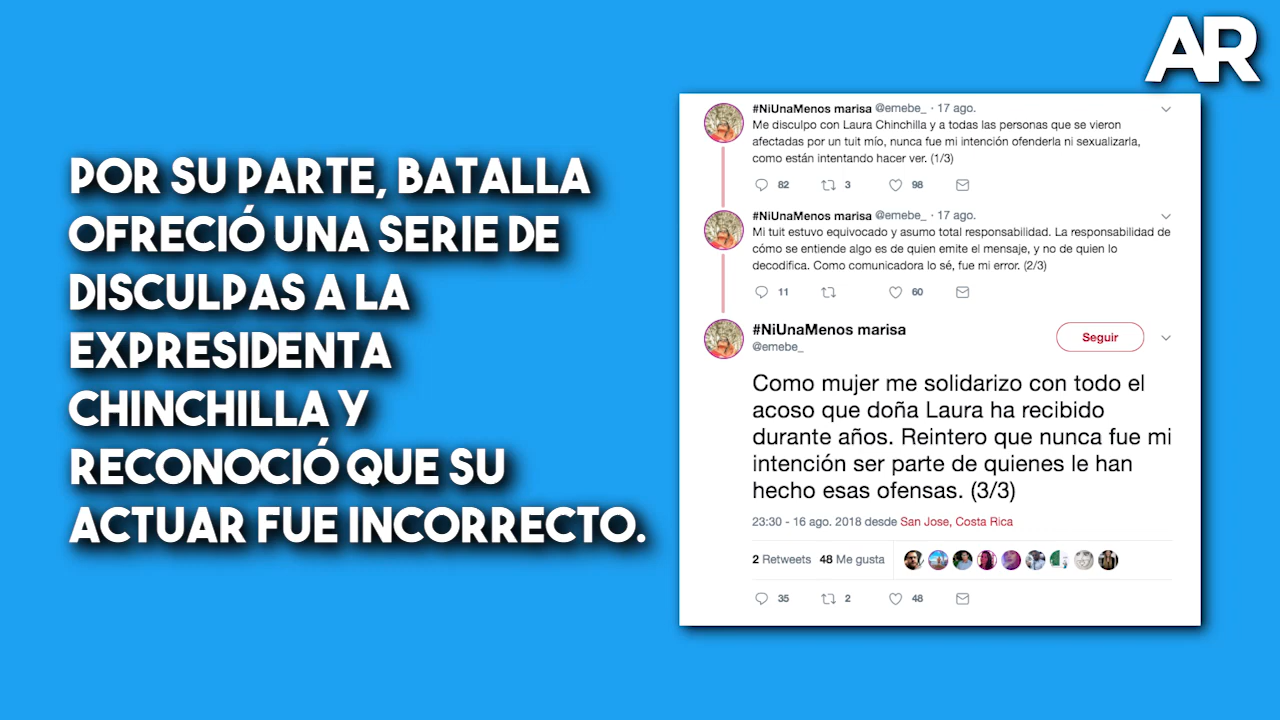 AR
POR SU PARTE, BATALLA
OFRECIÓ UNA SERIE DE
DISCULPAS A LA
EXPRESIDENTA
CHINCHILLA Y
RECONOCIÓ QUE SU
ACTUAR FUE INCORRECTO.
#NiUnaMenos marisa @emebe_ · 17 ago.
Me disculpo con Laura Chinchilla y a todas las personas que se vieron
afectadas por un tuit mío, nunca fue mi intención ofenderla ni sexualizarla,
como están intentando hacer ver. (1/3)
82 3 98
#NiUnaMenos marisa @emebe_ · 17 ago.
Mi tuit estuvo equivocado y asumo total responsabilidad. La responsabilidad de
cómo se entiende algo es de quien emite el mensaje, y no de quien lo
decodifica. Como comunicadora lo sé, fue mi error. (2/3)
11 60
#NiUnaMenos marisa
@emebe_
Seguir
Como mujer me solidarizo con todo el
acoso que doña Laura ha recibido
durante años. Reintero que nunca fue mi
intención ser parte de quienes le han
hecho esas ofensas. (3/3)
23:30 - 16 ago. 2018 desde San Jose, Costa Rica
2 Retweets 48 Me gusta
35 2 48